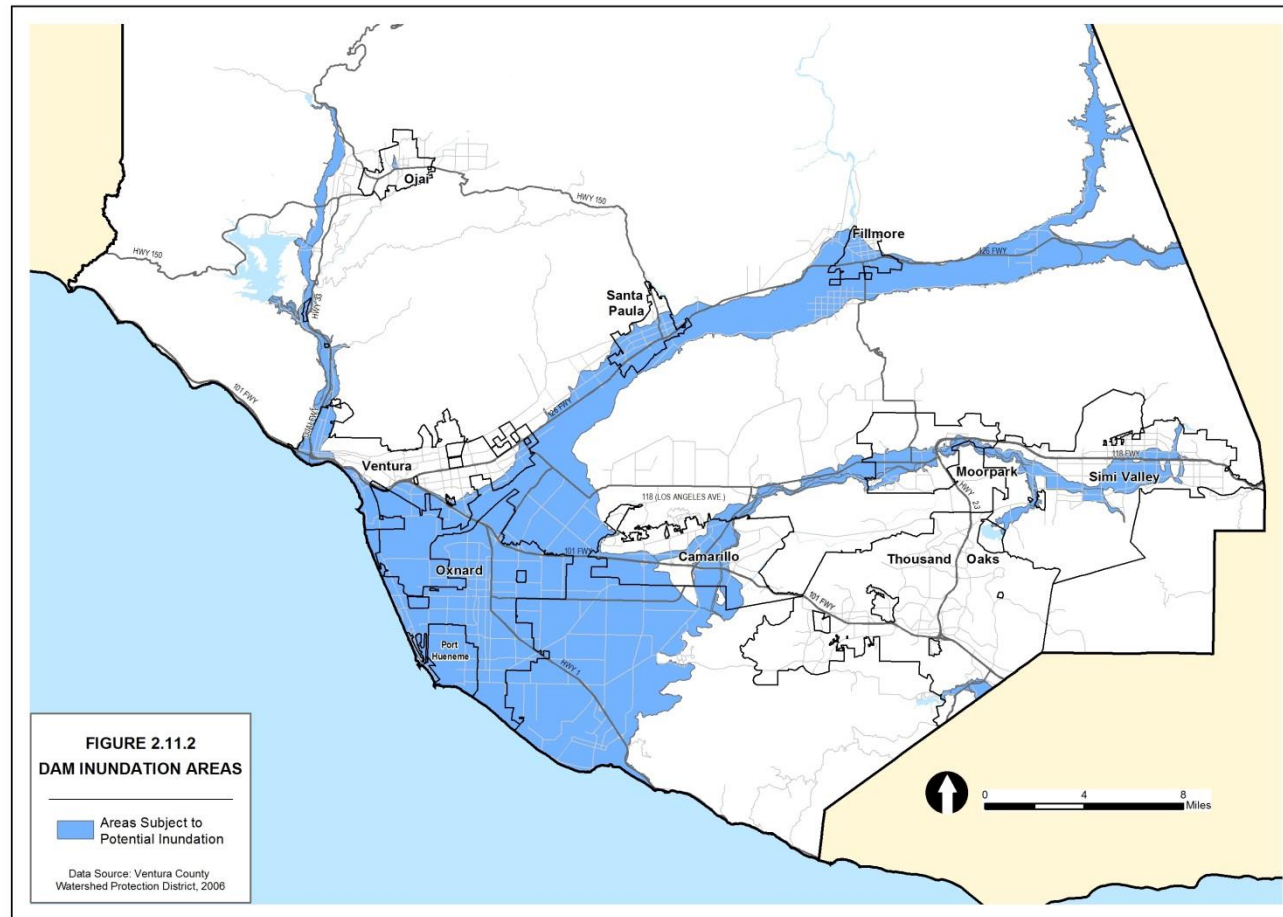 Ojai
HWY 150
HWY 150
HWY 33
Fillmore
126 FWY
Santa
Paula
101 FWY
126 FWY
Ventura
Moorpark
118 FWY
Simi Valley
118 (LOS ANGELES AVE.)
HWY 23
101 FWY
Camarillo
Thousand Oaks
Oxnard
101 FWY
Port
Hueneme
HWY 1
FIGURE 2.11.2
DAM INUNDATION AREAS
Areas Subject to
Potential Inundation
Data Source: Ventura County
Watershed Protection District, 2006
0 4 8
Miles